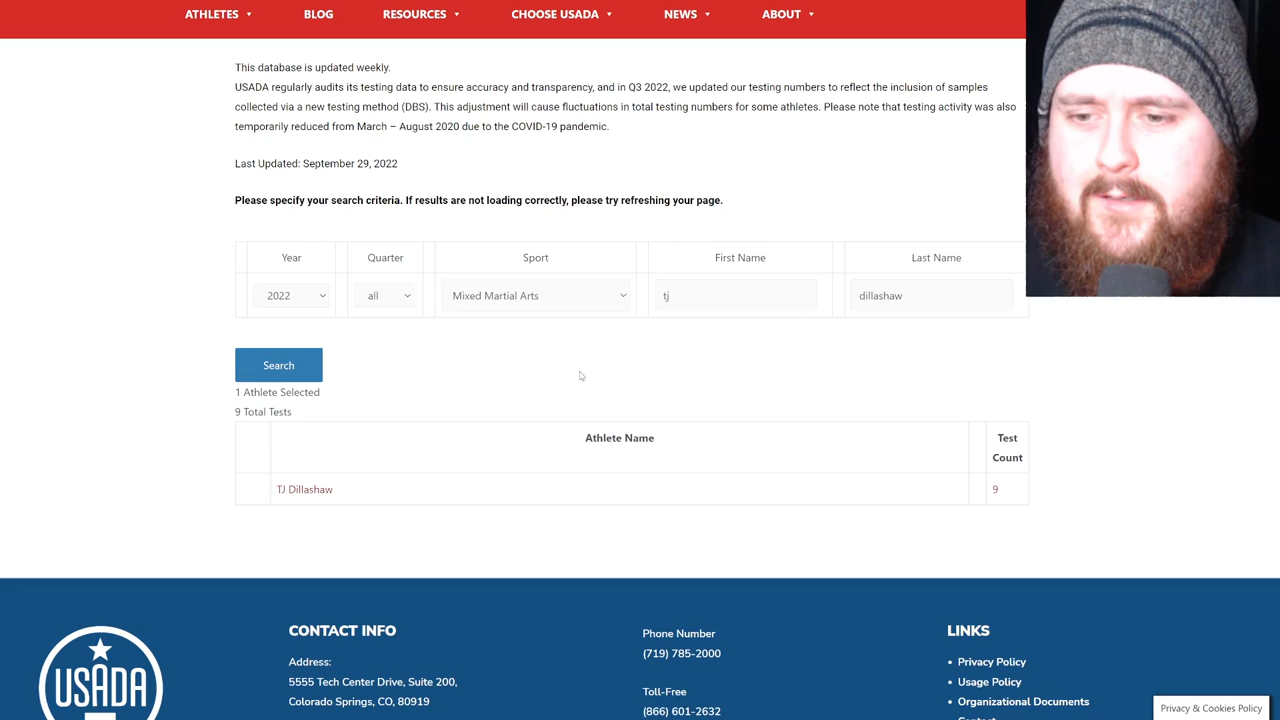 ATHLETES BLOG RESOURCES CHOOSE USADA NEWS ABOUT
This database is updated weekly.
USADA regularly audits its testing data to ensure accuracy and transparency, and in Q3 2022, we updated our testing numbers to reflect the inclusion of samples
collected via a new testing method (DBS). This adjustment will cause fluctuations in total testing numbers for some athletes. Please note that testing activity was also
temporarily reduced from March – August 2020 due to the COVID-19 pandemic.
Last Updated: September 29, 2022
Please specify your search criteria. If results are not loading correctly, please try refreshing your page.
Year Quarter Sport First Name Last Name
2022 all Mixed Martial Arts tj dillashaw
Search
1 Athlete Selected
9 Total Tests
Athlete Name Test Count
TJ Dillashaw 9
USADA
CONTACT INFO
Address:
5555 Tech Center Drive, Suite 200,
Colorado Springs, CO, 80919
Phone Number
(719) 785-2000
Toll-Free
(866) 601-2632
LINKS
Privacy Policy
Usage Policy
Organizational Documents
Contact
Privacy & Cookies Policy